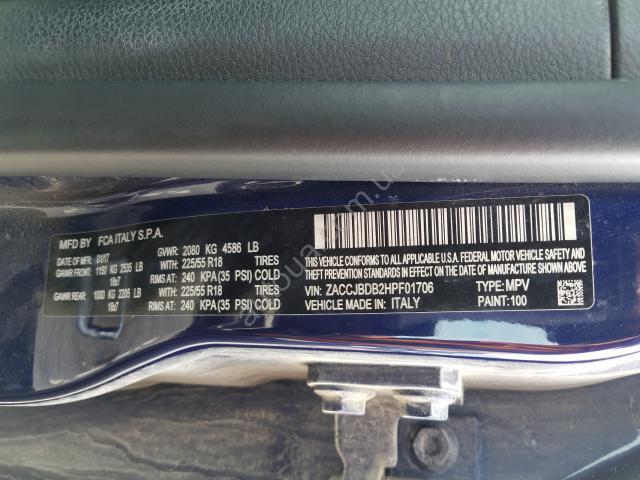 MFD BY FCA ITALY S.P.A.
GVWR: 2080 KG 4586 LB
DATE OF MFR: 01/17
GAWR FRONT: 1150 KG 2535 LB TIRES 225/55 R18
18x7 RIMS AT: 240 KPA(35 PSI) COLD
GAWR REAR: 1000 KG 2205 LB TIRES 225/55 R18
18x7 RIMS AT: 240 KPA(35 PSI) COLD
THIS VEHICLE CONFORMS TO ALL APPLICABLE U.S.A. FEDERAL MOTOR VEHICLE SAFETY,
BUMPER, AND THEFT PREVENTION STANDARDS IN EFFECT ON THE DATE OF MANUFACTURE SHOWN ABOVE.
VIN: ZACCJBDB2HPF01706 TYPE: MPV
VEHICLE MADE IN: ITALY PAINT: 100